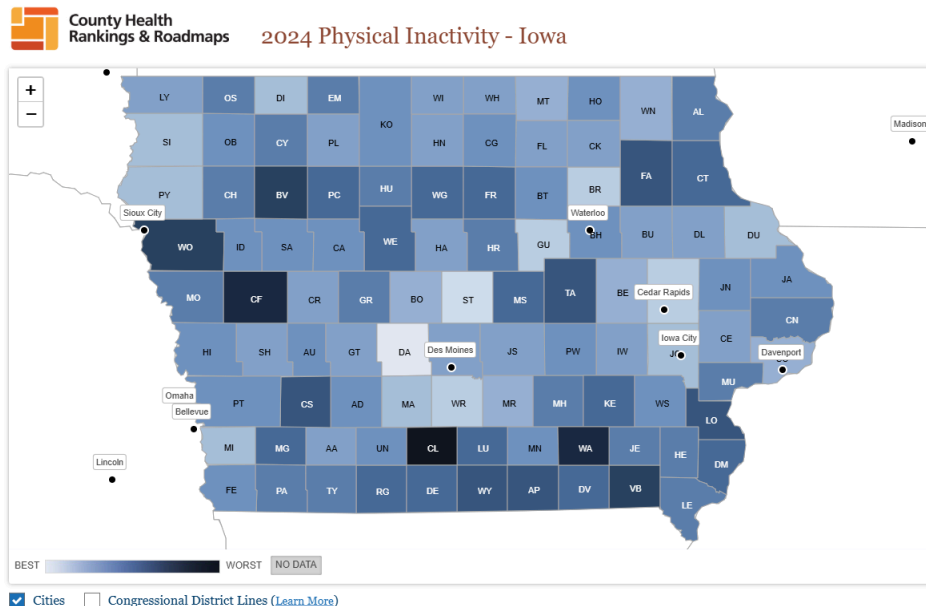 County Health
Rankings & Roadmaps
2024 Physical Inactivity - Iowa
+
−
Madison
LY OS DI EM WI WH MT HO WN AL
KO
SI OB CY PL HN CG FL CK
FA CT
PY CH BV PC HU WG FR BT BR
Sioux City Waterloo
WO ID SA CA WE HA HR GU BH BU DL DU
MO CF CR GR BO ST MS TA BE Cedar Rapids JN JA
CN
HI SH AU GT DA Des Moines JS PW IW Iowa City CE Davenport
MU
Omaha
Bellevue
PT CS AD MA WR MR MH KE WS
LO
Lincoln
MI MG AA UN CL LU MN WA JE HE
DM
FE PA TY RG DE WY AP DV VB
LE
BEST WORST NO DATA
Cities Congressional District Lines (Learn More)